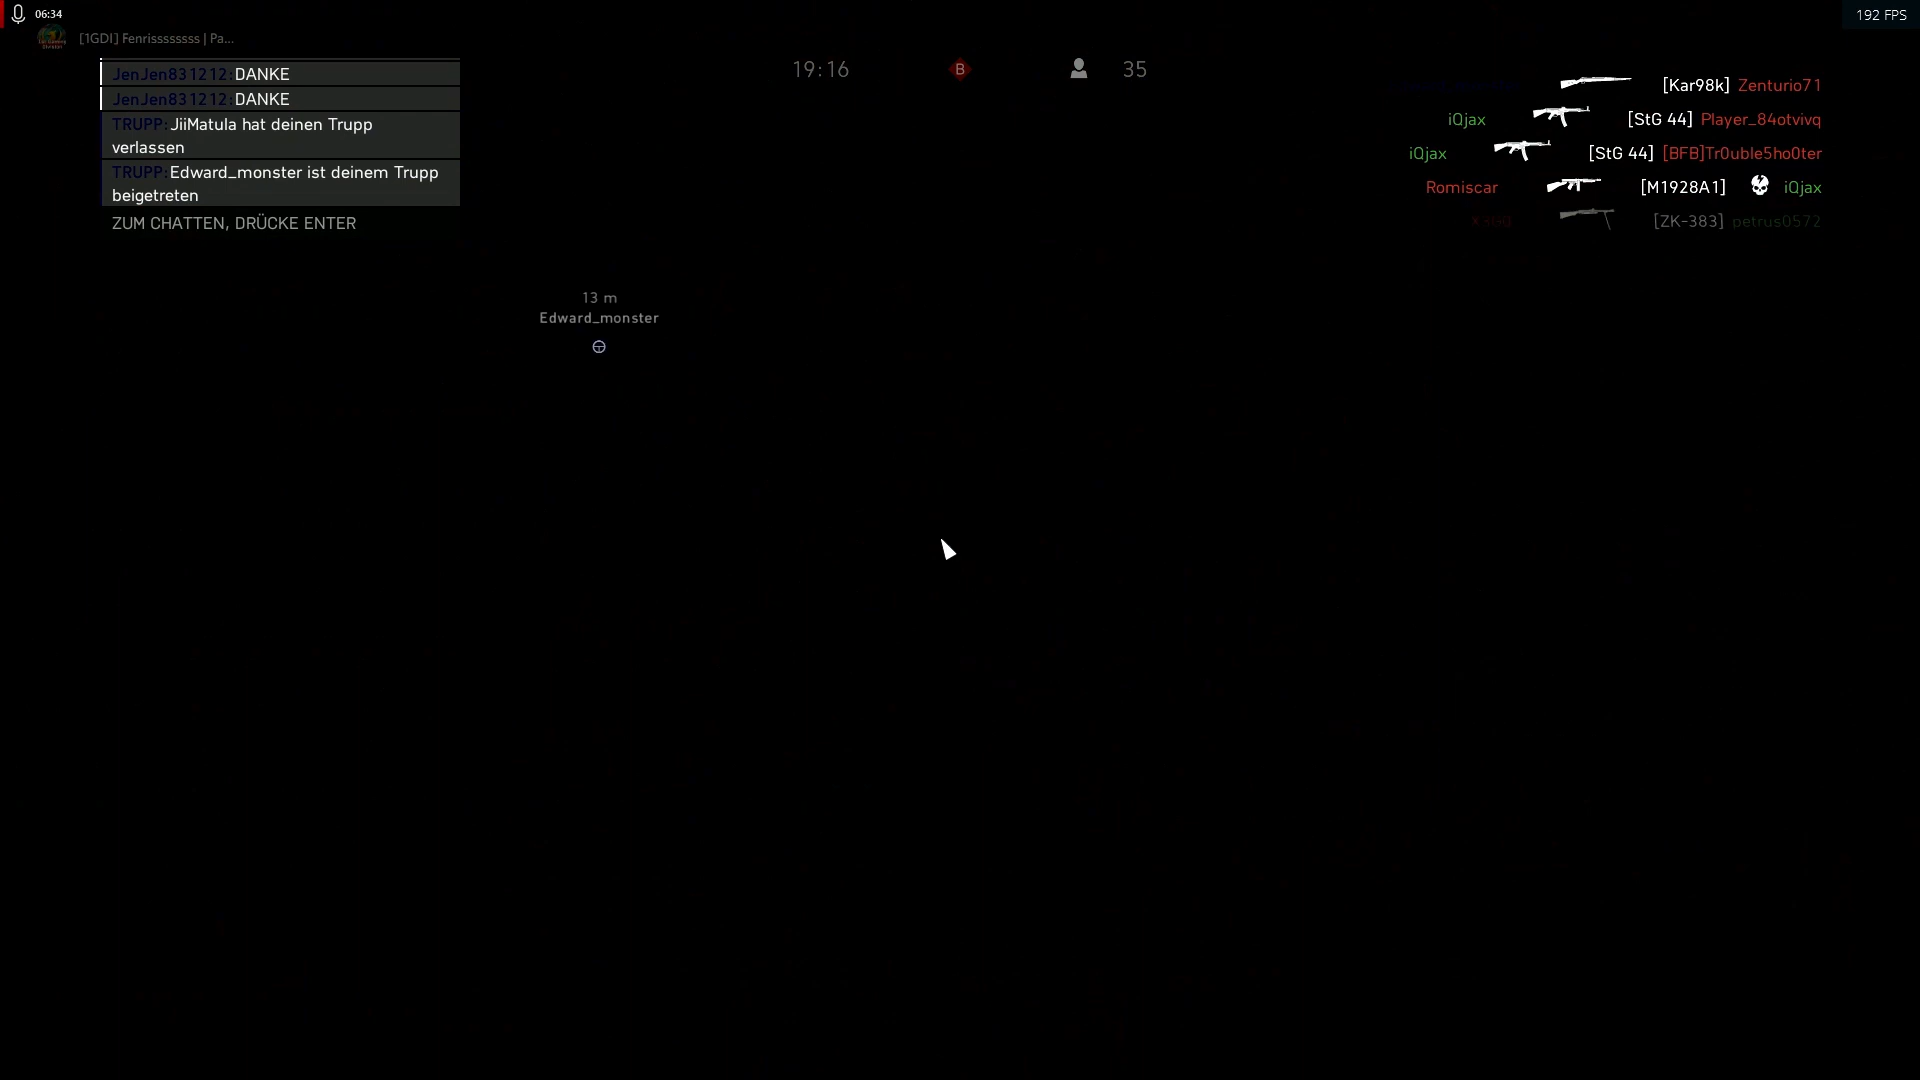 06:34
192 FPS
[1GDI] Fenrisssssssss | Pa...
JenJen831212: DANKE
JenJen831212: DANKE
TRUPP: JiiMatula hat deinen Trupp
verlassen
TRUPP: Edward_monster ist deinem Trupp
beigetreten
ZUM CHATTEN, DRÜCKE ENTER
19:16
B
35
[Kar98k] Zenturio71
iQjax [StG 44] Player_84otvivq
iQjax [StG 44] [BFB]Tr0uble5ho0ter
Romiscar [M1928A1] iQjax
[ZK-383] petrus0572
13 m
Edward_monster